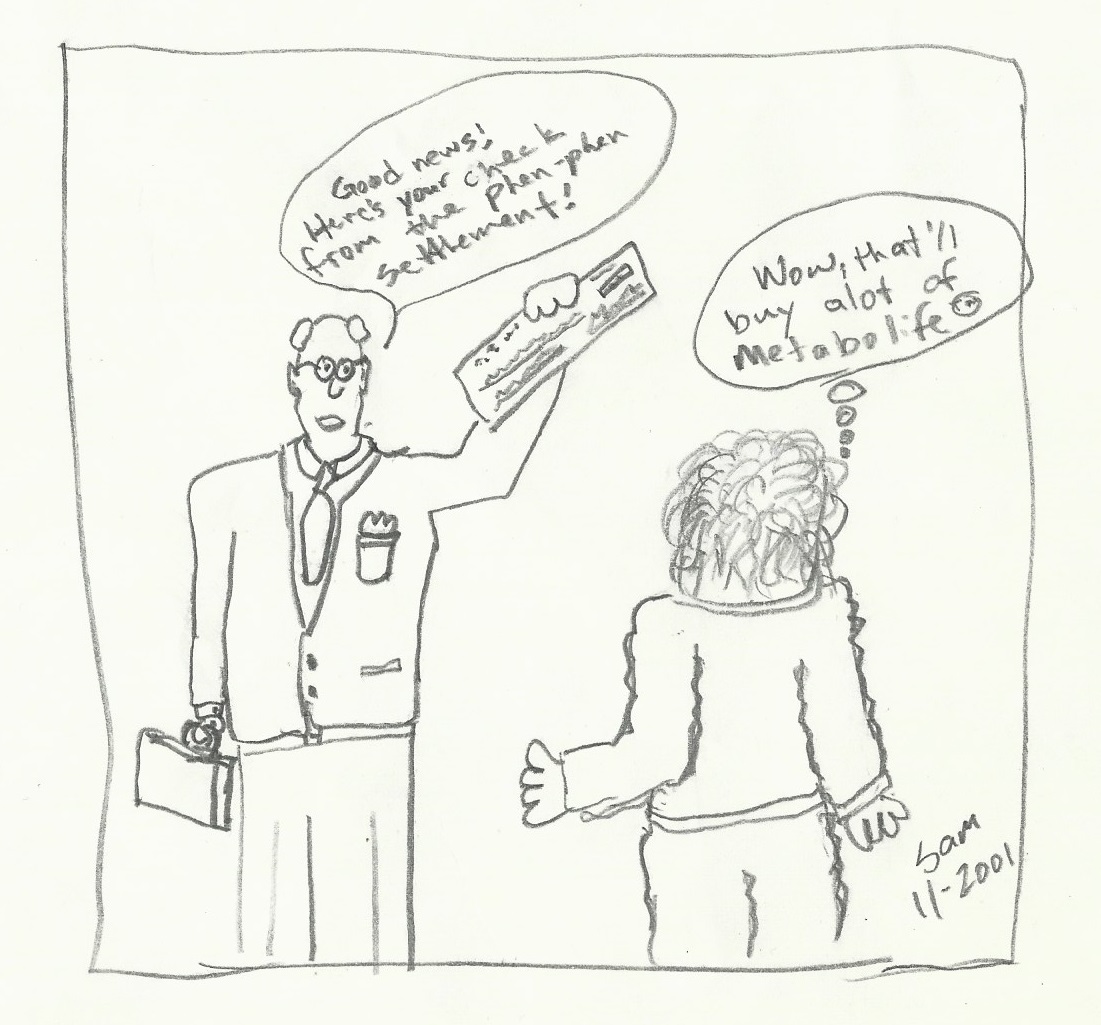 Good news!
Here's your check
from the phen-phen
settlement!
Wow, that'll
buy alot of
Metabolife
Sam
11-2001